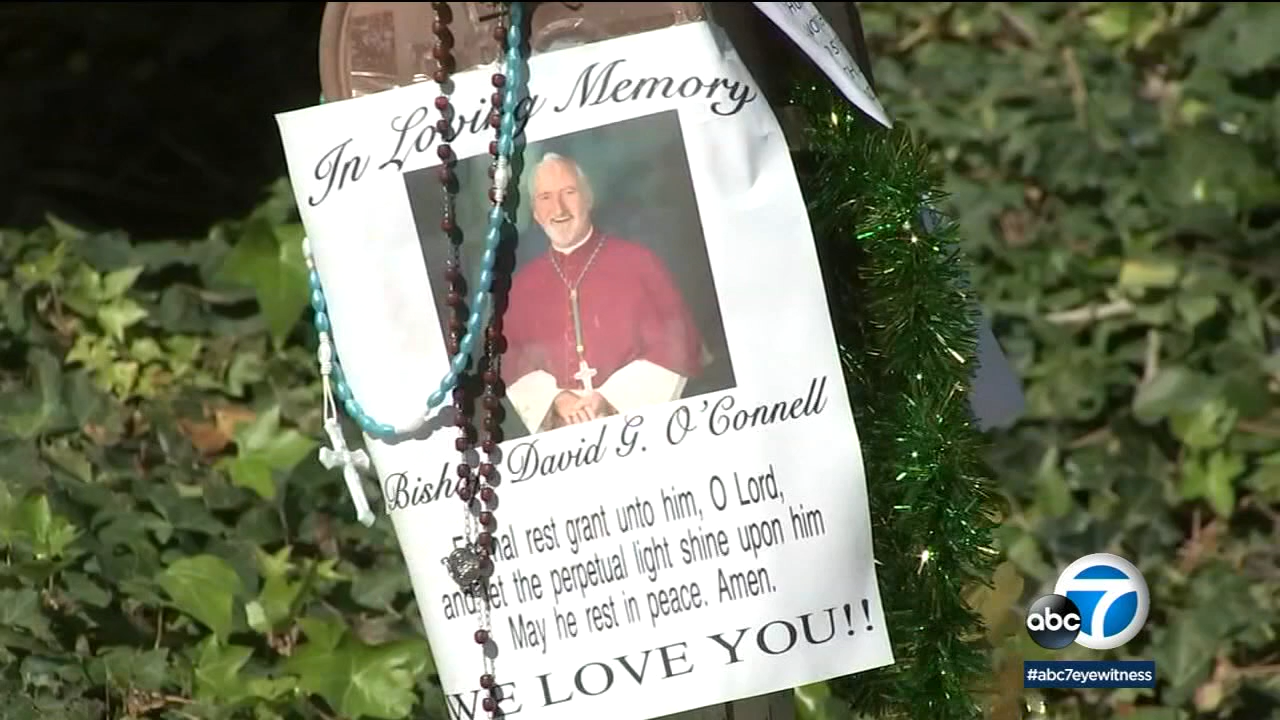 In Loving Memory
Bishop David G. O'Connell
Eternal rest grant unto him, O Lord,
and let the perpetual light shine upon him
May he rest in peace. Amen.
WE LOVE YOU!!
abc 7
#abc7eyewitness